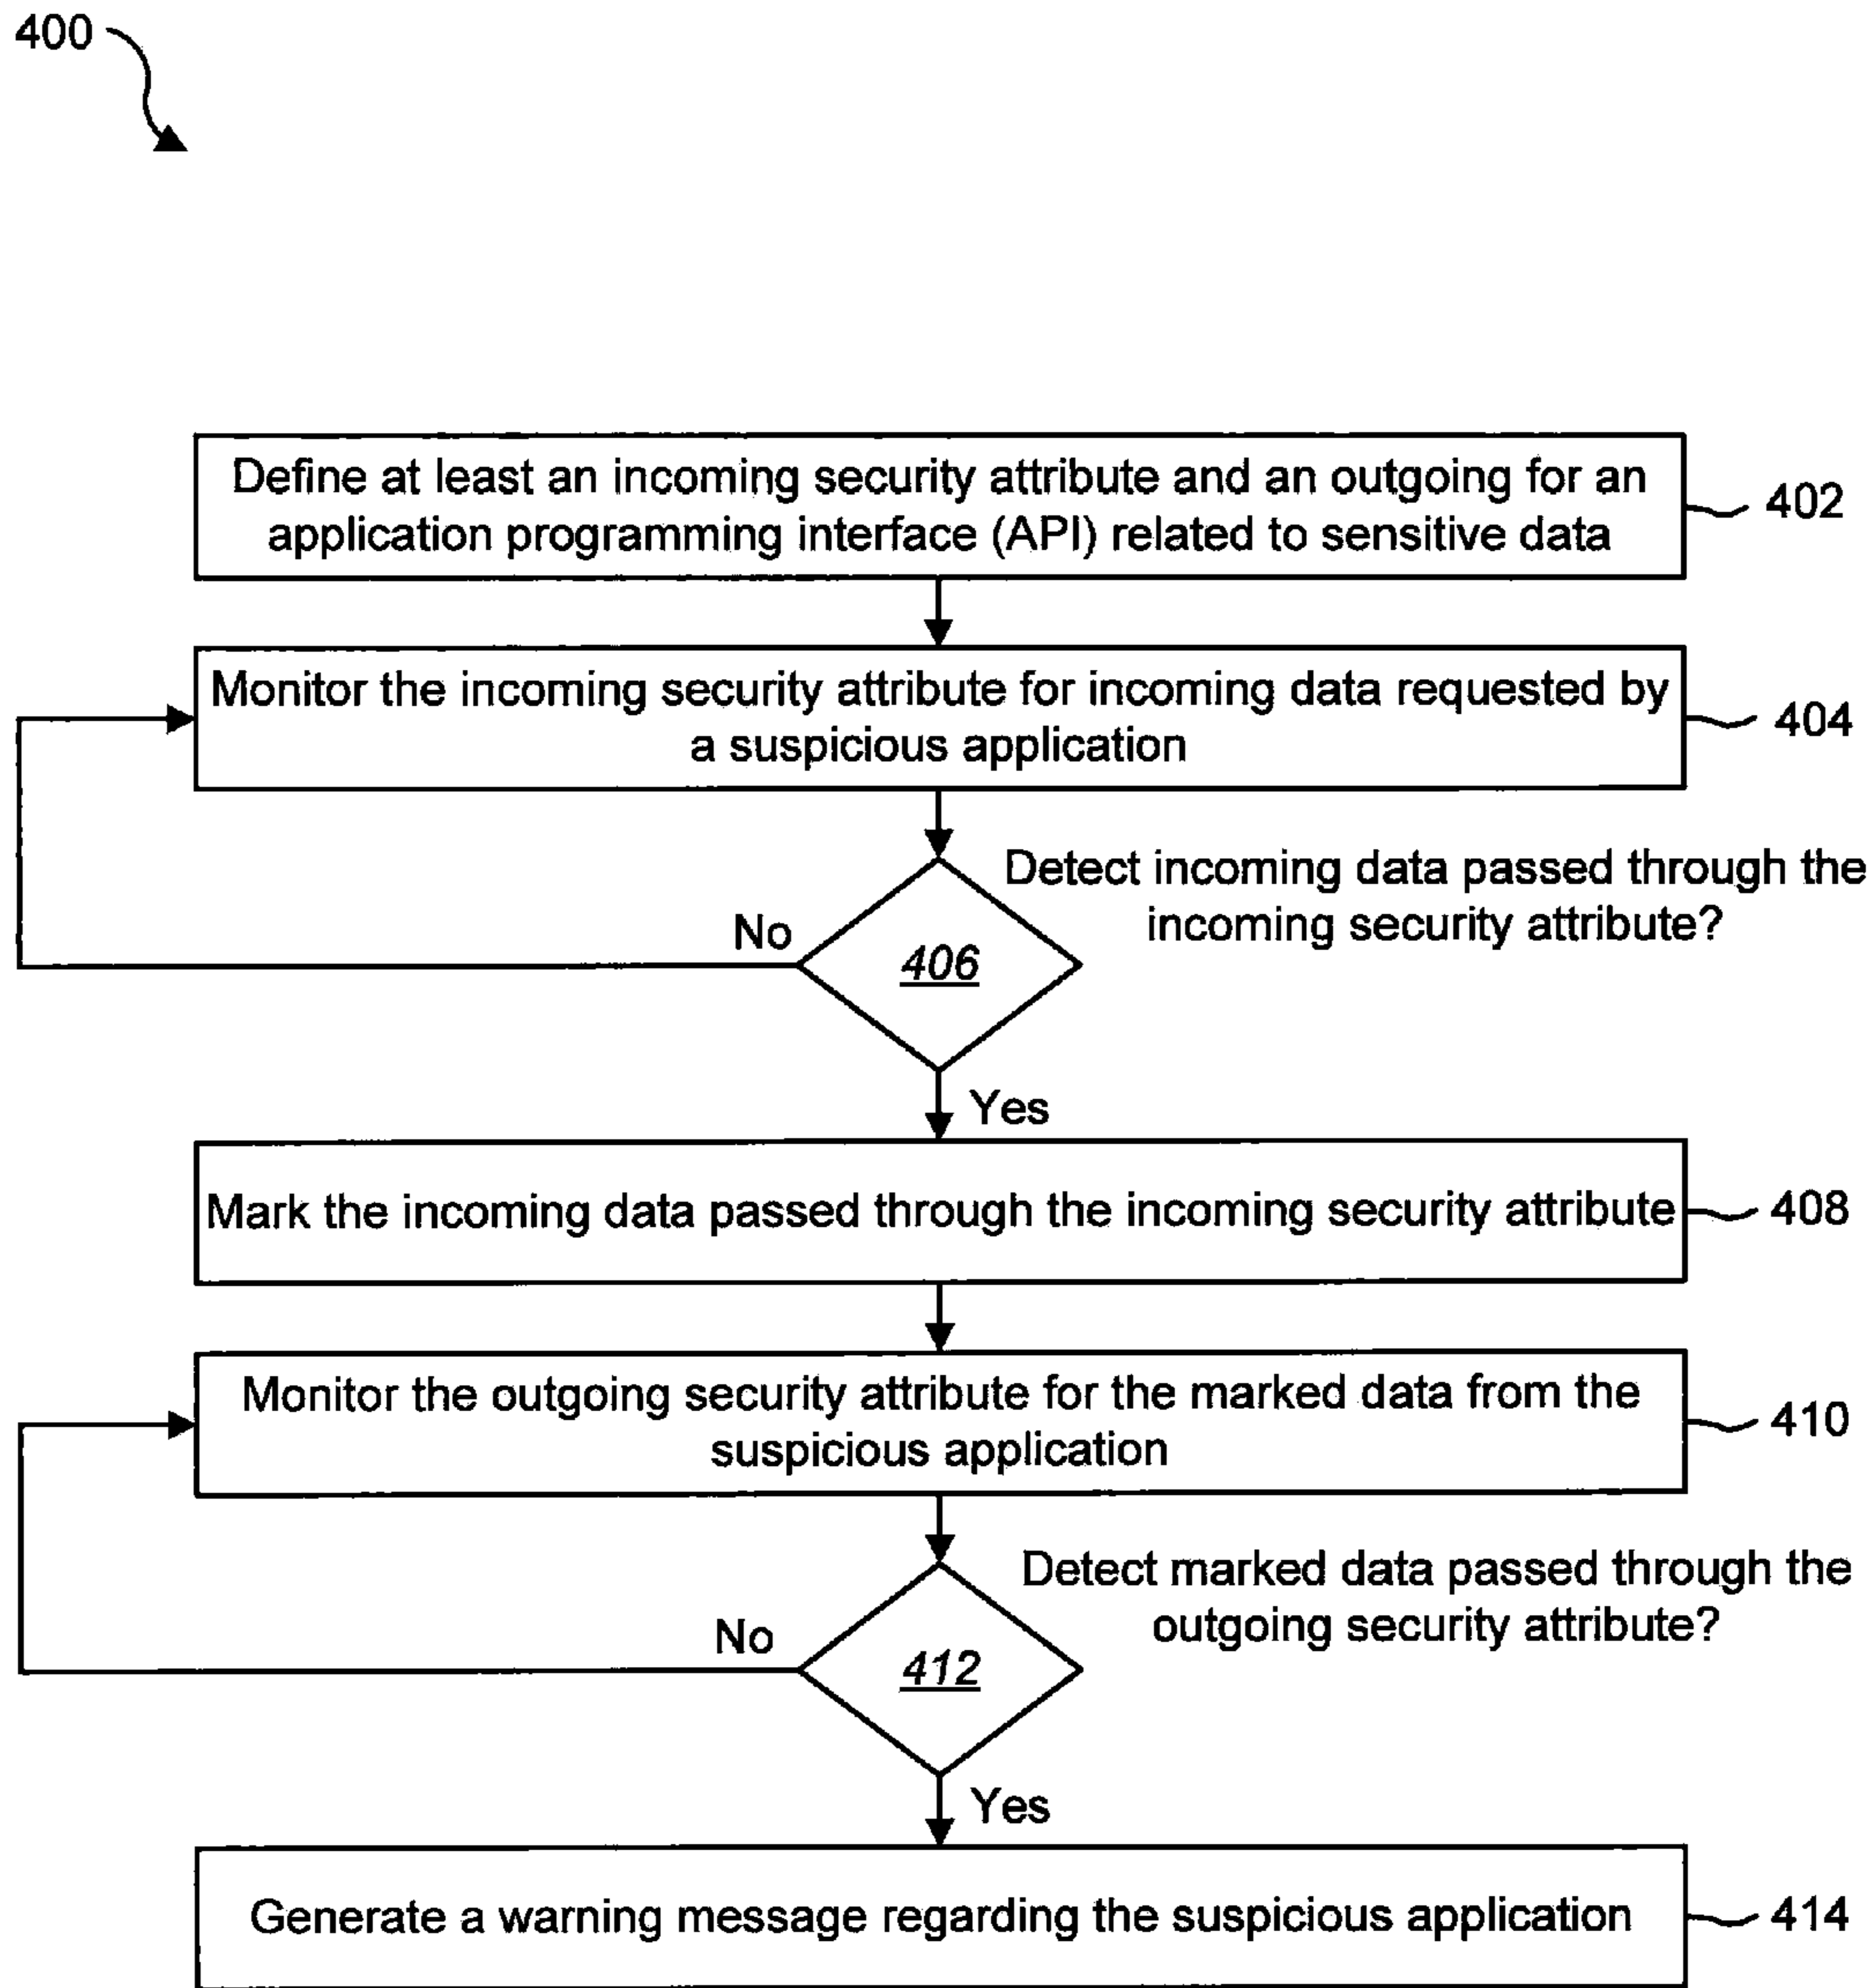 400
Define at least an incoming security attribute and an outgoing for an
application programming interface (API) related to sensitive data
402
Monitor the incoming security attribute for incoming data requested by
a suspicious application
404
Detect incoming data passed through the
incoming security attribute?
No
406
Yes
Mark the incoming data passed through the incoming security attribute
408
Monitor the outgoing security attribute for the marked data from the
suspicious application
410
Detect marked data passed through the
outgoing security attribute?
No
412
Yes
Generate a warning message regarding the suspicious application
414